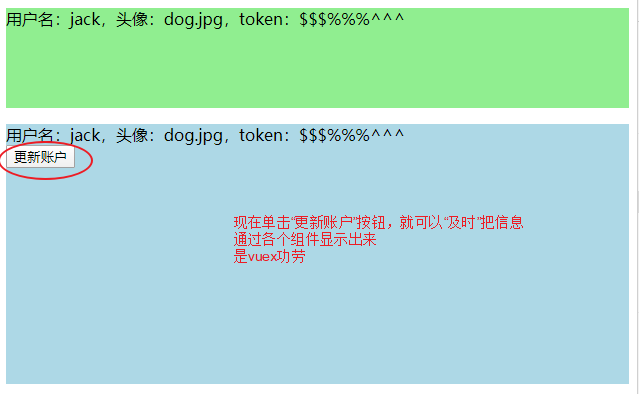 用户名：jack，头像：dog.jpg，token：$$$%%%^^^
用户名：jack，头像：dog.jpg，token：$$$%%%^^^
更新账户
现在单击“更新账户”按钮，就可以“及时”把信息
通过各个组件显示出来
是vuex功劳